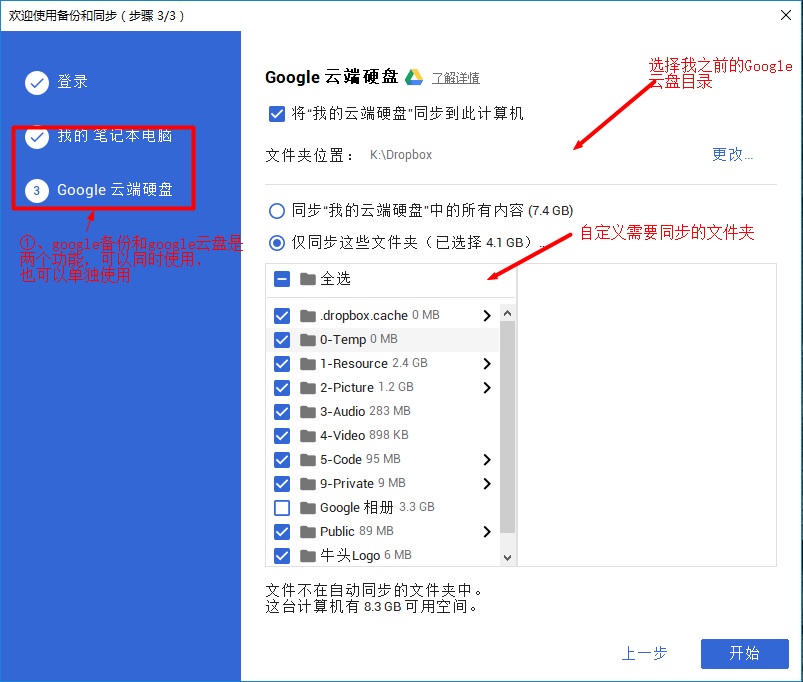 欢迎使用备份和同步（步骤 3/3）
登录
我的 笔记本电脑
3
Google 云端硬盘
①、google备份和google云盘是
两个功能，可以同时使用，
也可以单独使用
Google 云端硬盘
了解详情
选择我之前的Google
云盘目录
将“我的云端硬盘”同步到此计算机
文件夹位置：
K:\Dropbox
更改...
同步“我的云端硬盘”中的所有内容 (7.4 GB)
仅同步这些文件夹（已选择 4.1 GB）...
自定义需要同步的文件夹
全选
.dropbox.cache 0 MB
0-Temp 0 MB
1-Resource 2.4 GB
2-Picture 1.2 GB
3-Audio 283 MB
4-Video 898 KB
5-Code 95 MB
9-Private 9 MB
Google 相册 3.3 GB
Public 89 MB
牛头Logo 6 MB
文件不在自动同步的文件夹中。
这台计算机有 8.3 GB 可用空间。
上一步
开始